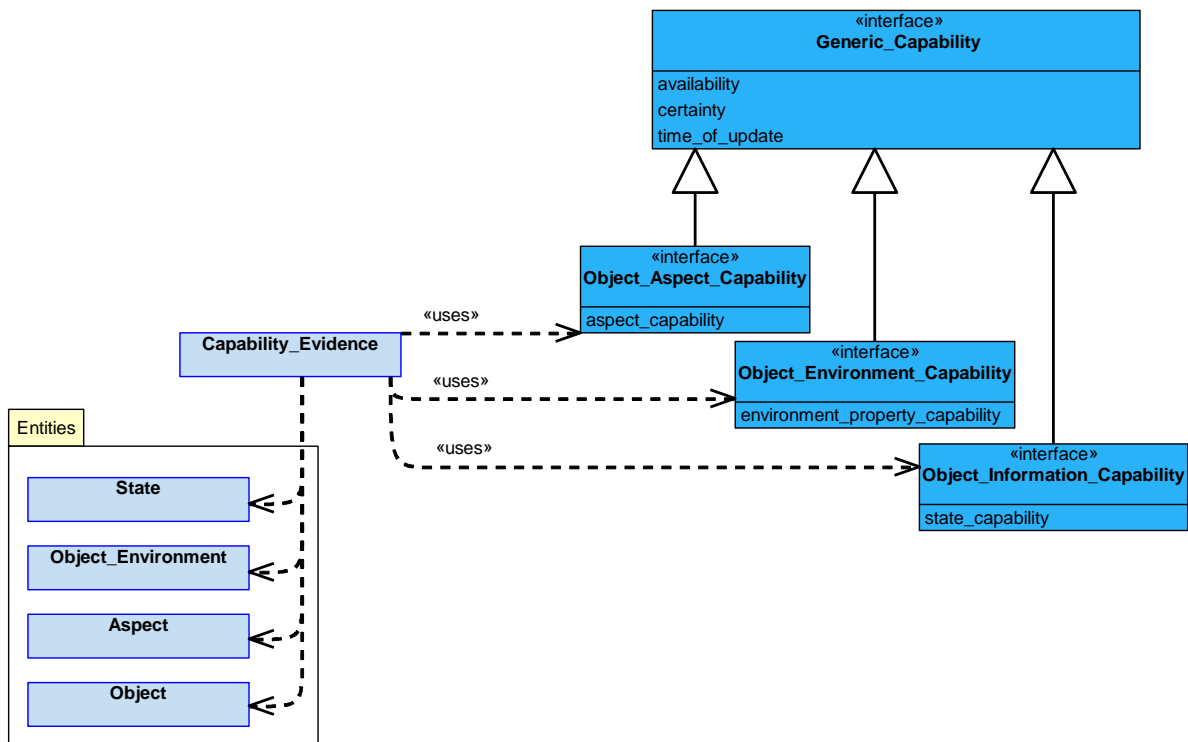 «interface»
Generic_Capability
availability
certainty
time_of_update
«interface»
Object_Aspect_Capability
aspect_capability
«uses»
Capability_Evidence
«interface»
Object_Environment_Capability
environment_property_capability
«uses»
«uses»
«interface»
Object_Information_Capability
state_capability
Entities
State
Object_Environment
Aspect
Object